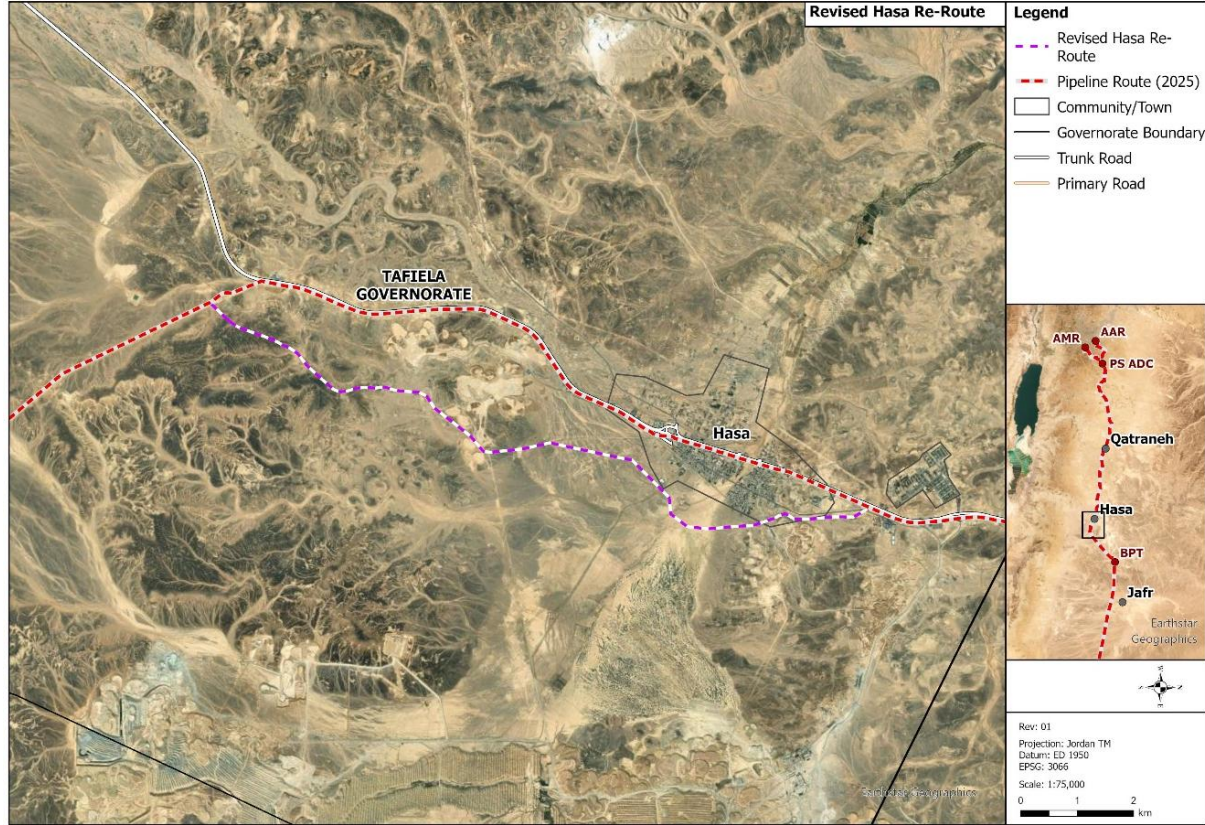 Revised Hasa Re-Route
TAFIELA
GOVERNORATE
Hasa
Earthstar Geographics
Legend
Revised Hasa Re-
Route
Pipeline Route (2025)
Community/Town
Governorate Boundary
Trunk Road
Primary Road
AMR
AAR
PS ADC
Qatraneh
Hasa
BPT
Jafr
Earthstar
Geographics
Rev: 01
Projection: Jordan TM
Datum: ED 1950
EPSG: 3066
Scale: 1:75,000
0 1 2
km